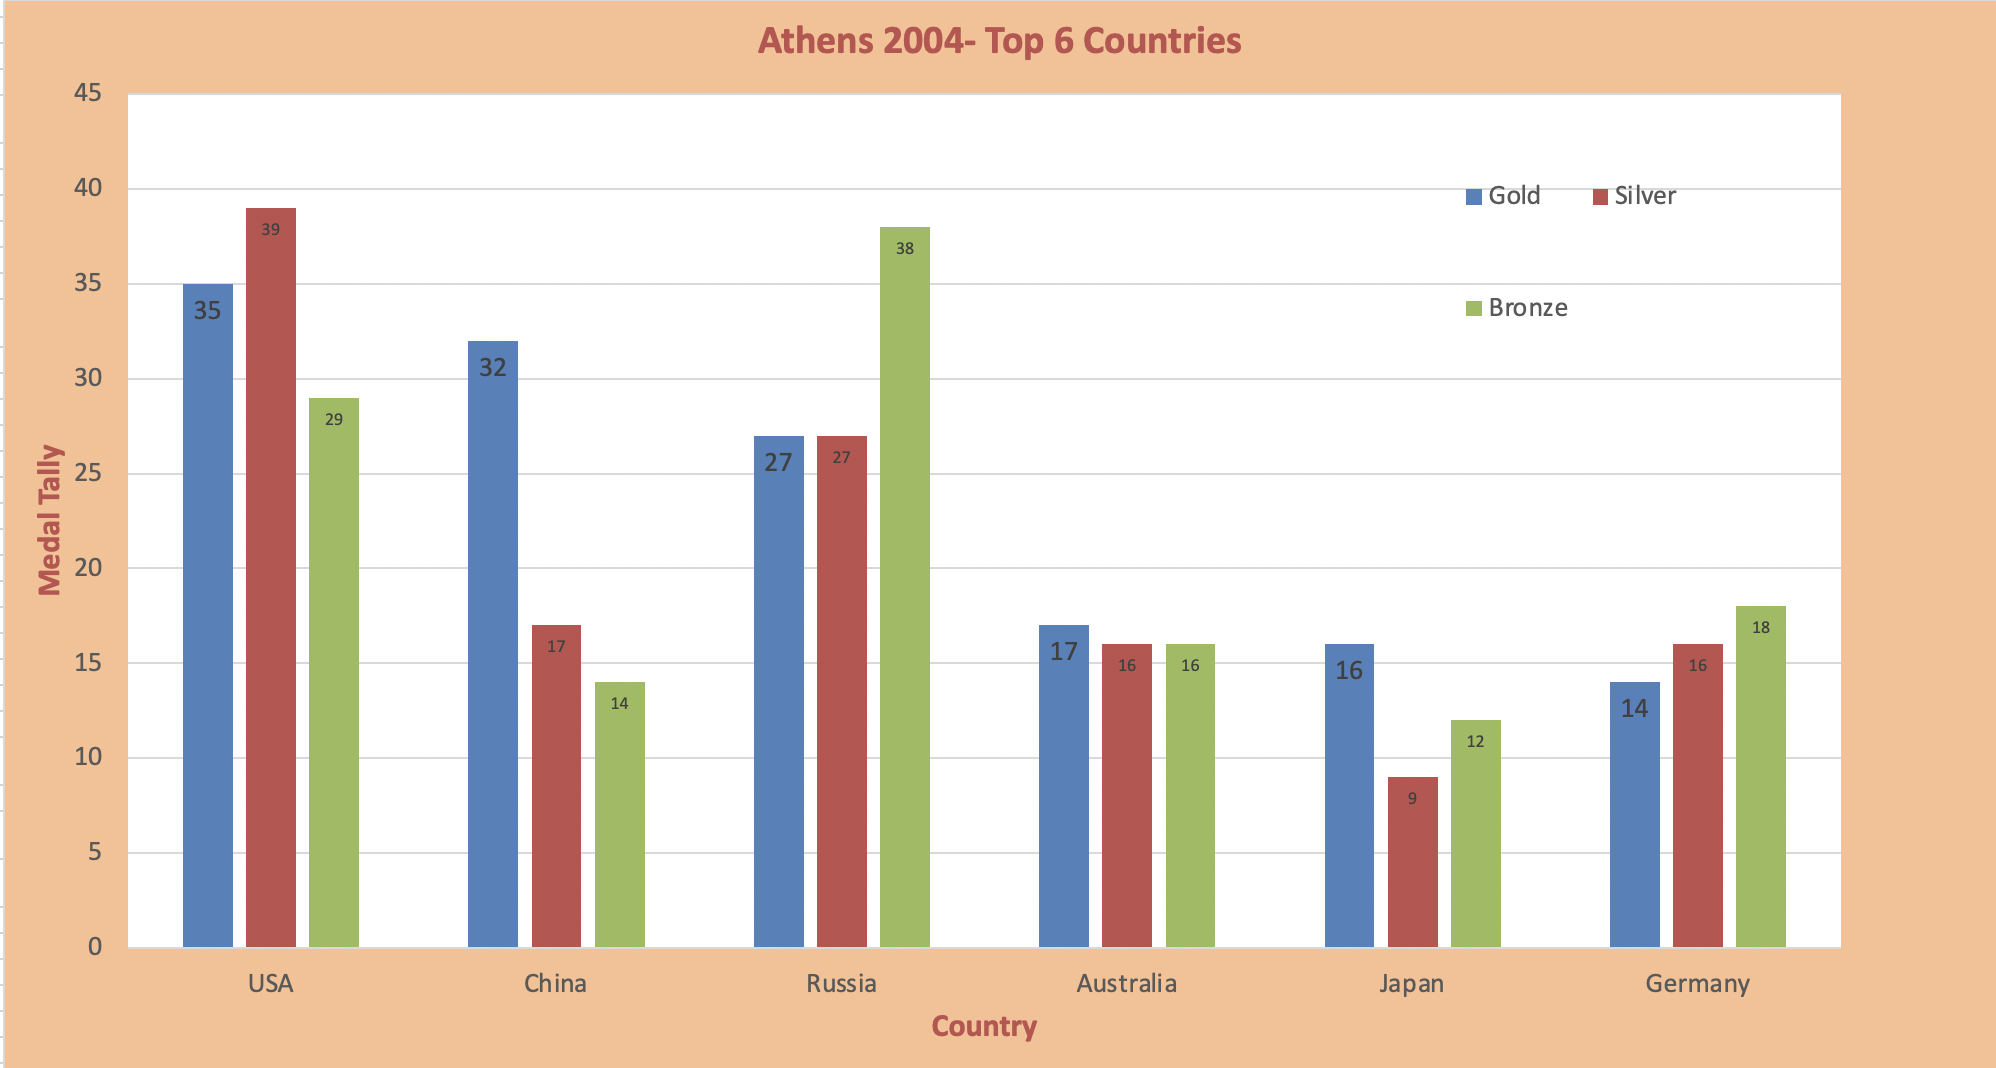 Athens 2004- Top 6 Countries
45
40
35
30
25
20
15
10
5
0
Medal Tally
Gold Silver
Bronze
35 39 29
32 17 14
27 27 38
17 16 16
16 9 12
14 16 18
USA China Russia Australia Japan Germany
Country